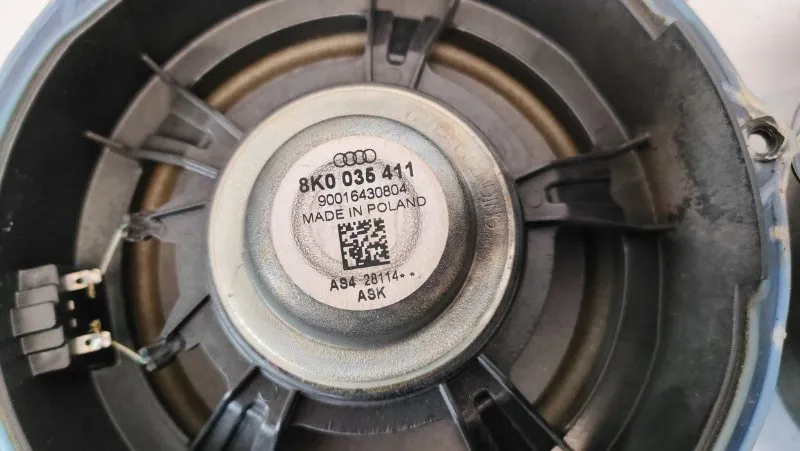 8K0 035 411
90016430804
MADE IN POLAND
AS4 28114**
ASK